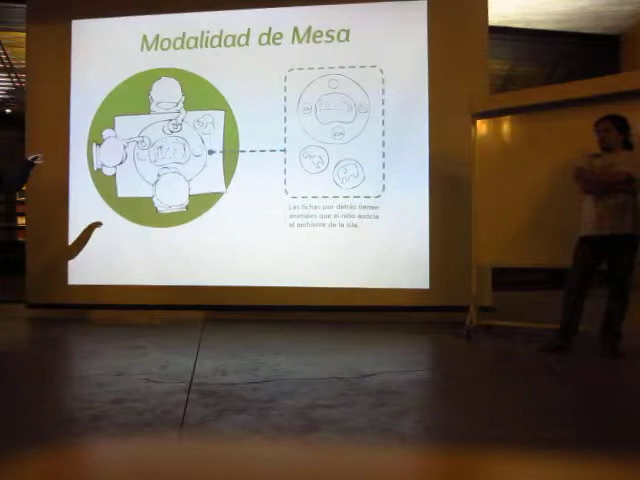 Modalidad de Mesa
Las fichas por detrás tienen
animales que el niño asocia
al ambiente de la isla.